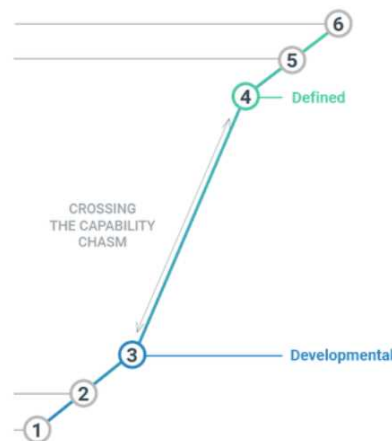 6
5
4
Defined
CROSSING
THE CAPABILITY
CHASM
3
Developmental
2
1